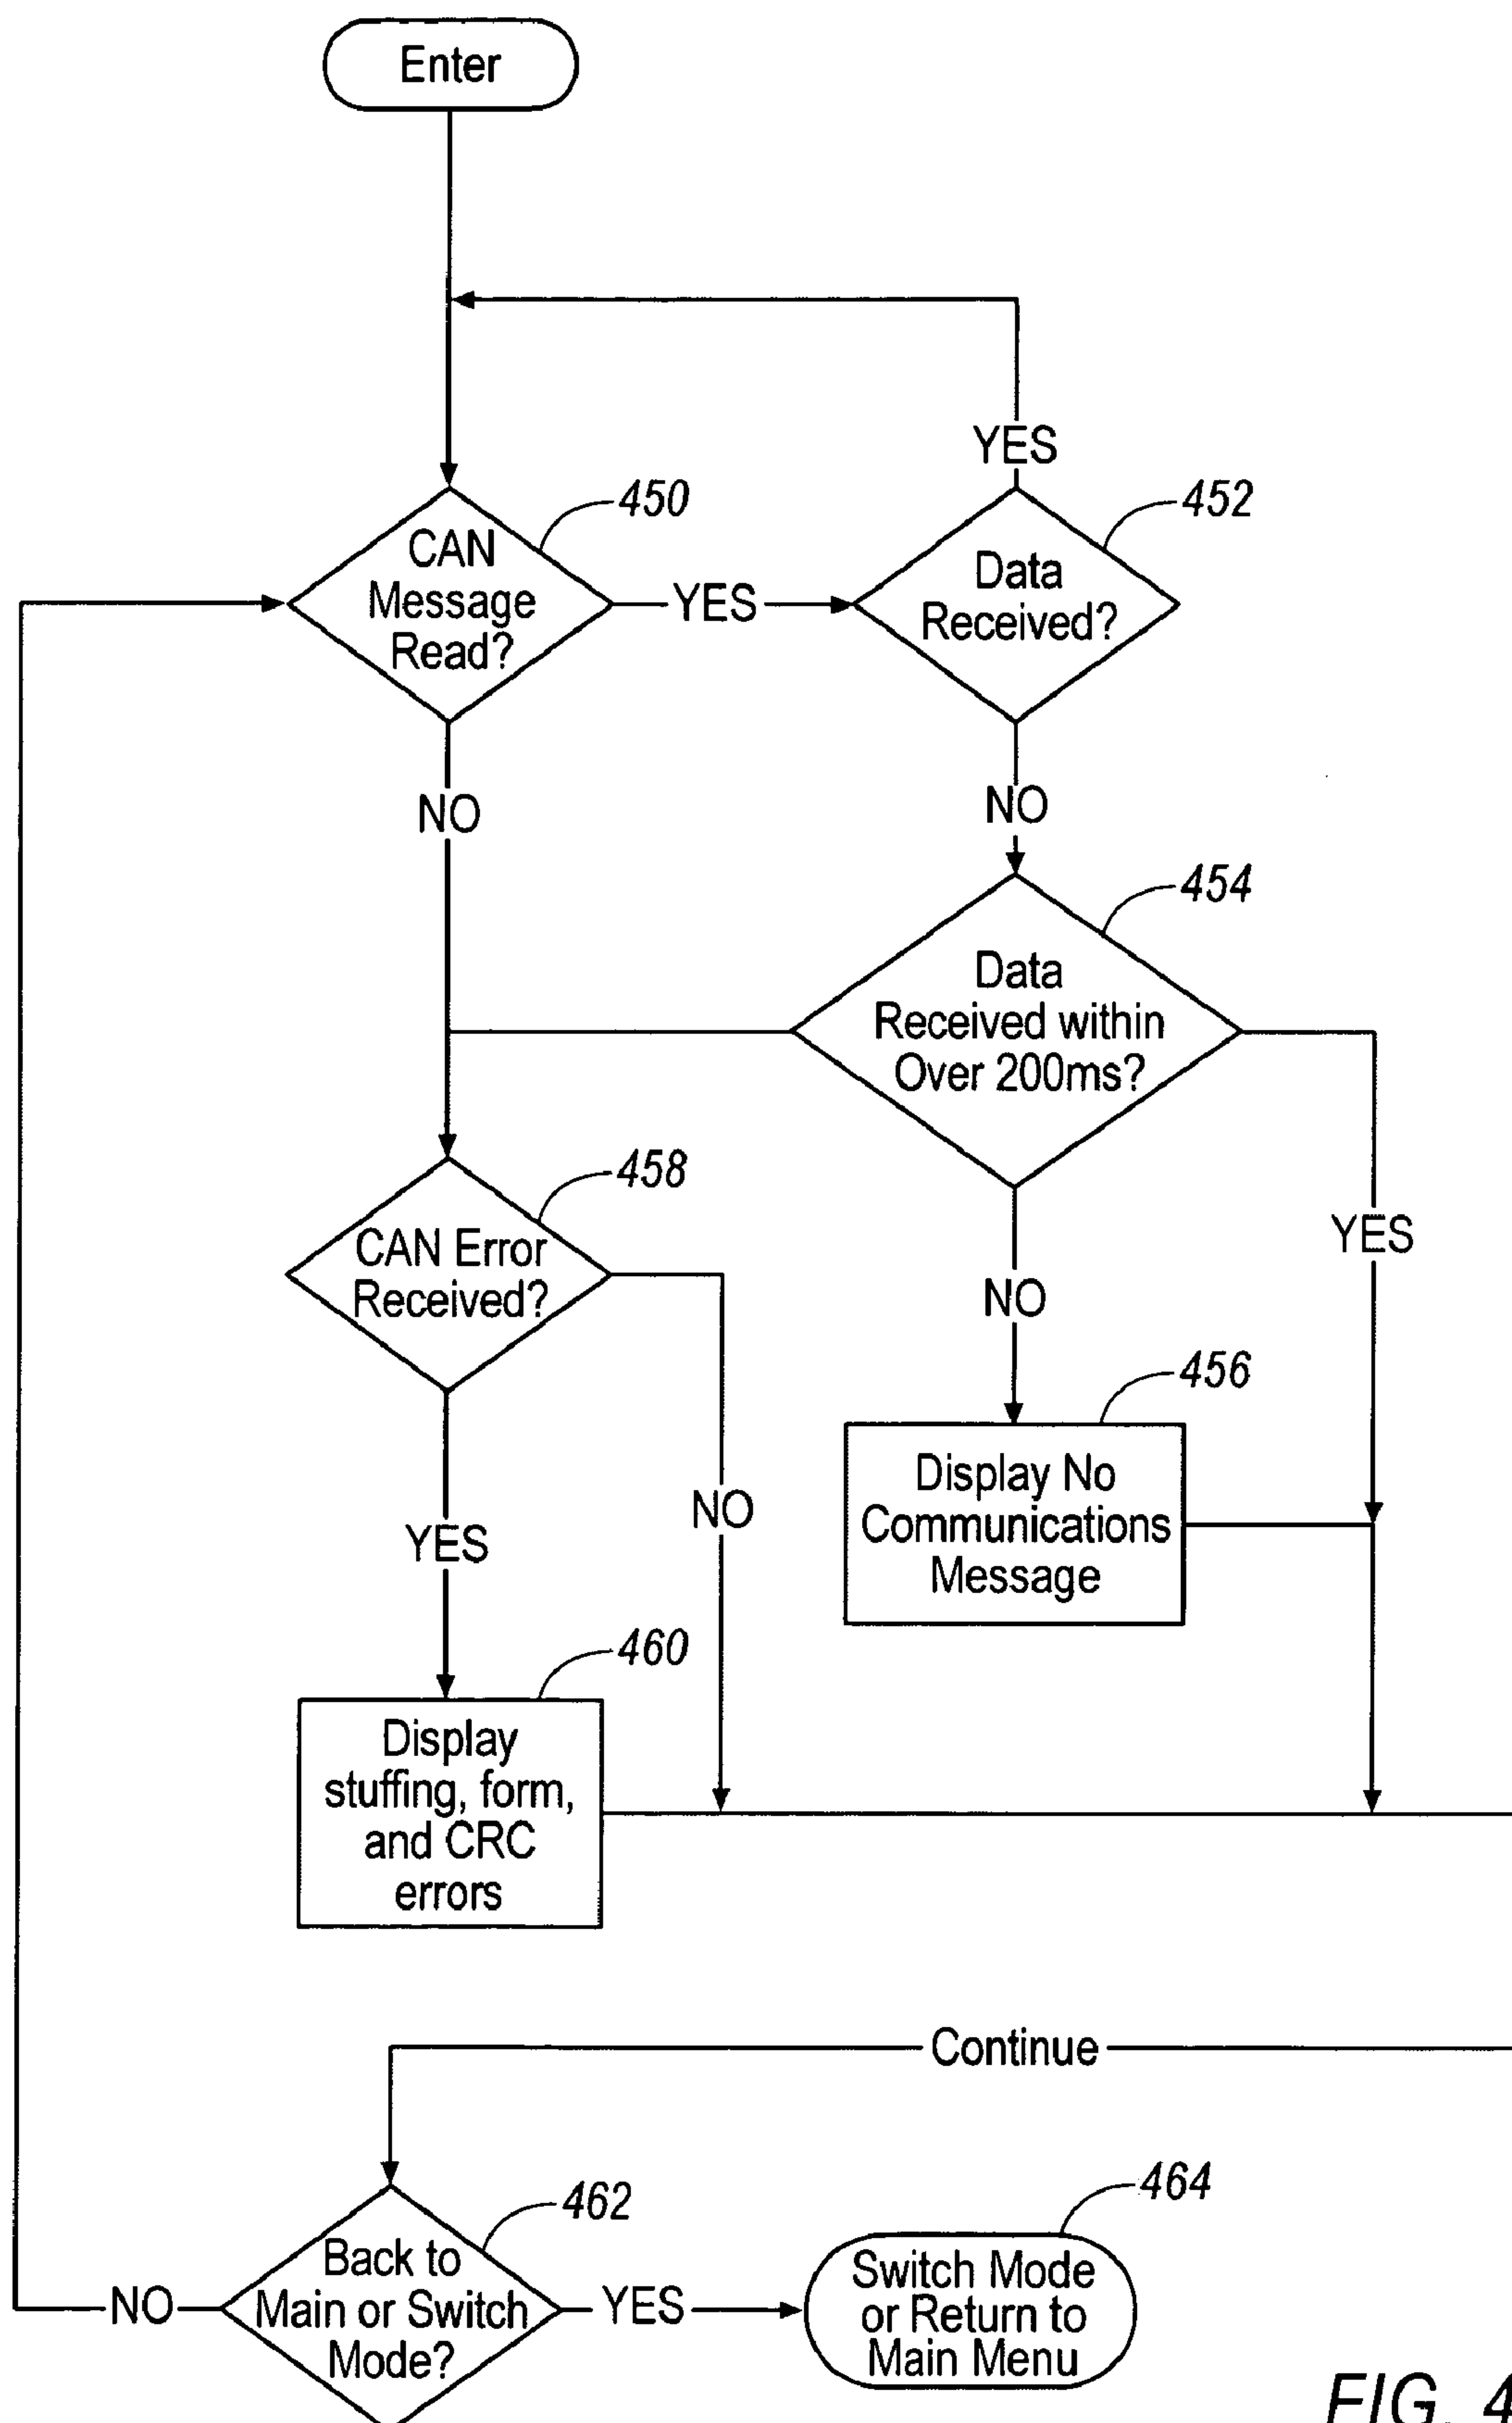 Enter
YES
450
452
CAN
Message
Read?
YES
Data
Received?
NO
NO
454
Data
Received within
Over 200ms?
458
CAN Error
Received?
YES
NO
456
Display No
Communications
Message
NO
YES
460
Display
stuffing, form,
and CRC
errors
Continue
462
464
Back to
Main or Switch
Mode?
NO
YES
Switch Mode
or Return to
Main Menu
FIG. 4